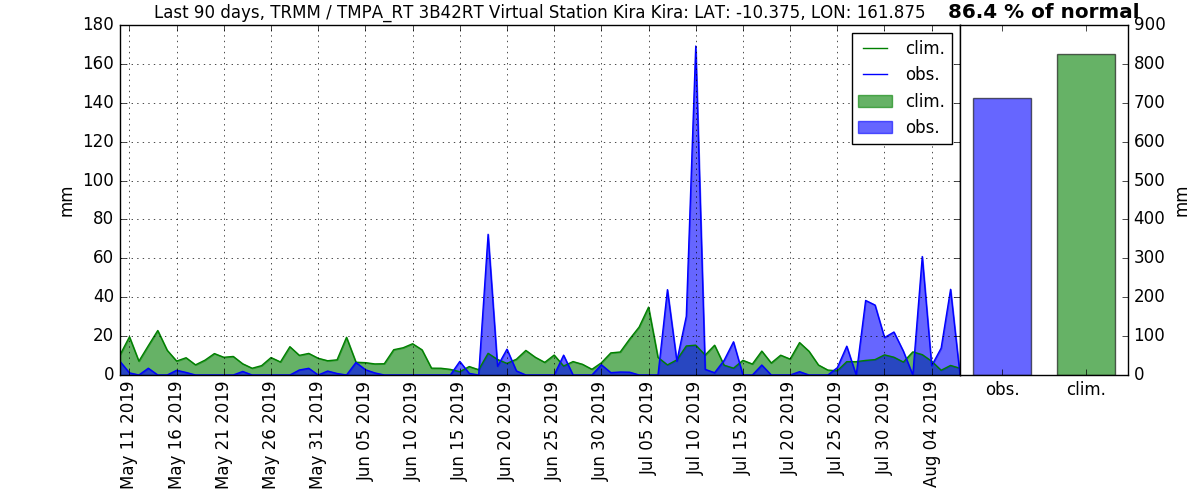 Last 90 days, TRMM / TMPA_RT 3B42RT Virtual Station Kira Kira: LAT: -10.375, LON: 161.875
86.4 % of normal
180
160
140
120
100
80
60
40
20
0
mm
clim.
obs.
clim.
obs.
900
800
700
600
500
400
300
200
100
0
mm
May 11 2019
May 16 2019
May 21 2019
May 26 2019
May 31 2019
Jun 05 2019
Jun 10 2019
Jun 15 2019
Jun 20 2019
Jun 25 2019
Jun 30 2019
Jul 05 2019
Jul 10 2019
Jul 15 2019
Jul 20 2019
Jul 25 2019
Jul 30 2019
Aug 04 2019
obs.
clim.